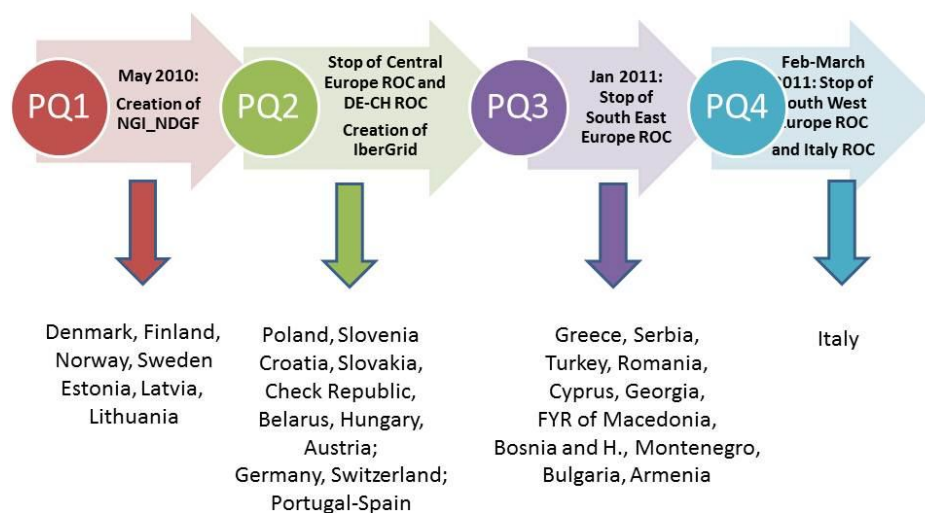 PQ1
May 2010:
Creation of
NGI_NDGF
PQ2
Stop of Central
Europe ROC and
DE-CH ROC
Creation of
IberGrid
PQ3
Jan 2011:
Stop of
South East
Europe ROC
PQ4
Feb-March
2011: Stop of
South West
Europe ROC
and Italy ROC
Denmark, Finland,
Norway, Sweden
Estonia, Latvia,
Lithuania
Poland, Slovenia
Croatia, Slovakia,
Check Republic,
Belarus, Hungary,
Austria;
Germany, Switzerland;
Portugal-Spain
Greece, Serbia,
Turkey, Romania,
Cyprus, Georgia,
FYR of Macedonia,
Bosnia and H., Montenegro,
Bulgaria, Armenia
Italy